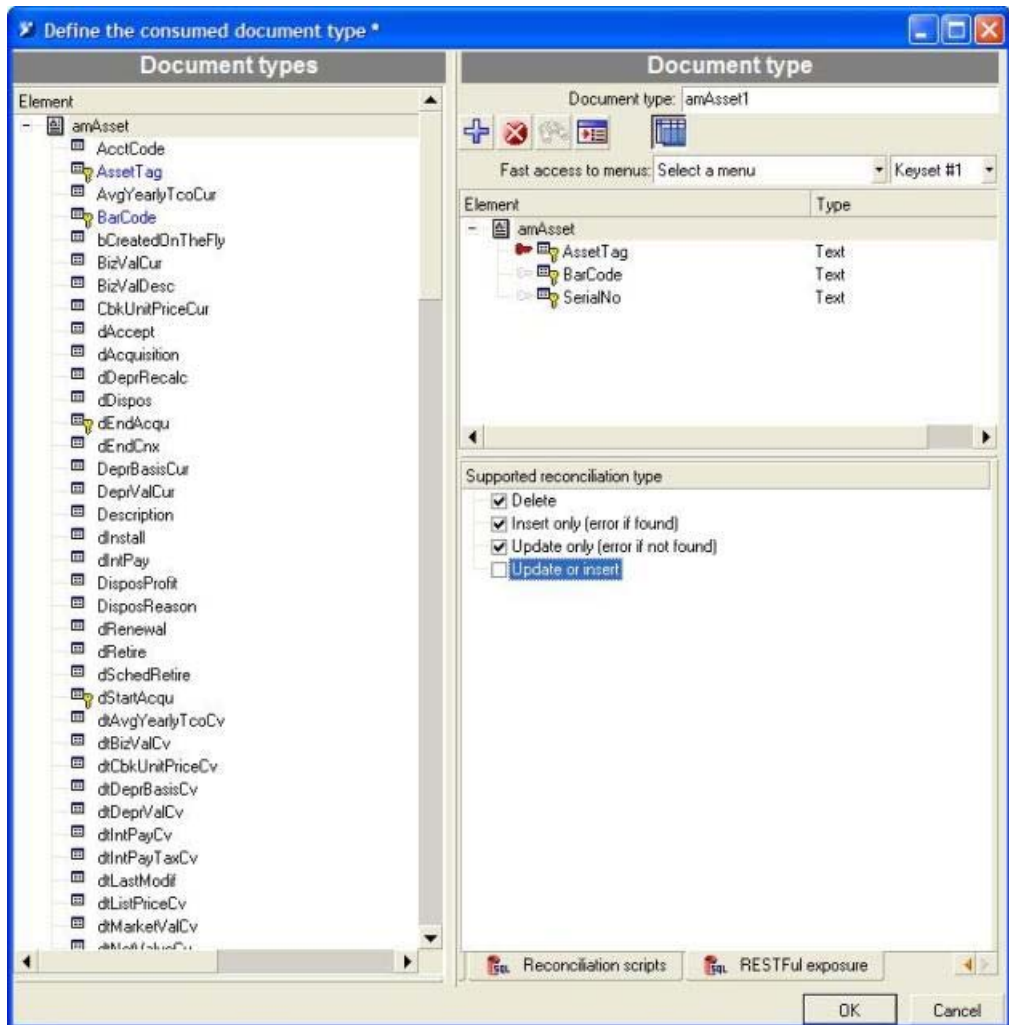 Define the consumed document type *
Document types
Element
amAsset
AcctCode
AssetTag
AvgYearlyTcoCur
BarCode
bCreatedOnTheFly
BizValCur
BizValDesc
CbkUnitPriceCur
dAccept
dAcquisition
dDeprRecalc
dDispos
dEndAcqu
dEndCnx
DeprBasisCur
DeprValCur
Description
dInstall
dIntPay
DisposProfit
DisposReason
dRenewal
dRetire
dSchedRetire
dStartAcqu
dtAvgYearlyTcoCv
dtBizValCv
dtCbkUnitPriceCv
dtDeprBasisCv
dtDeprValCv
dtIntPayCv
dtIntPayTaxCv
dtLastModif
dtListPriceCv
dtMarketValCv
Document type
Document type: amAsset1
Fast access to menus: Select a menu Keyset #1
Element Type
amAsset
AssetTag Text
BarCode Text
SerialNo Text
Supported reconciliation type
Delete
Insert only (error if found)
Update only (error if not found)
Update or insert
SQL Reconciliation scripts SQL RESTFul exposure
OK Cancel